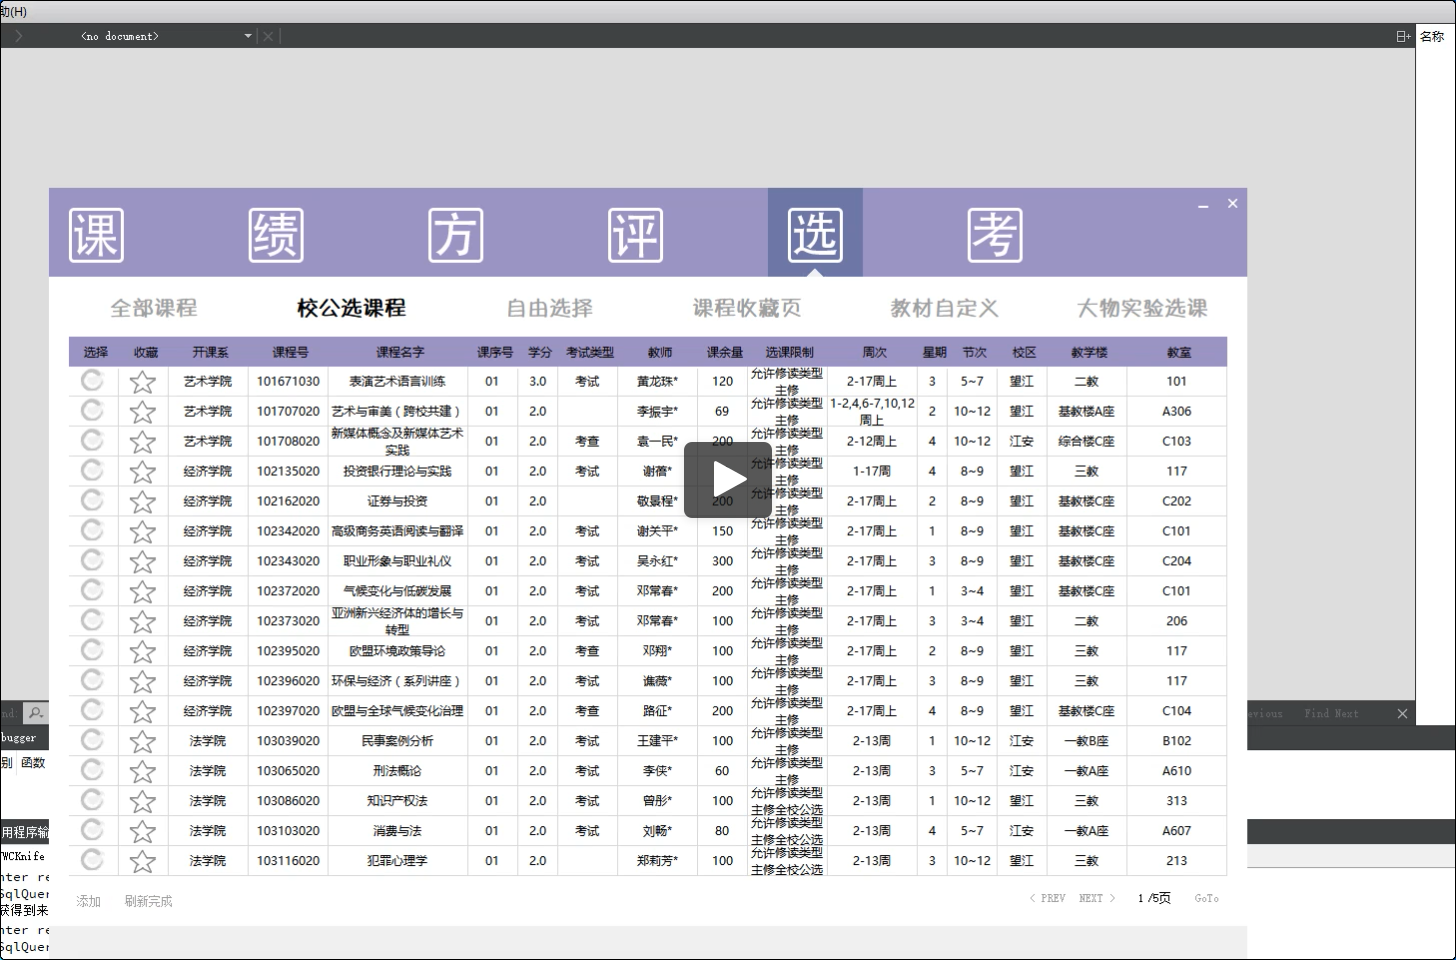 助(H)
<no document>
名称
课 绩 方 评 选 考
全部课程 校公选课程 自由选择 课程收藏页 教材自定义 大物实验选课
选择 收藏 开课系 课程号 课程名字 课序号 学分 考试类型 教师 课余量 选课限制 周次 星期 节次 校区 教学楼 教室
艺术学院 101671030 表演艺术语言训练 01 3.0 考试 黄龙珠* 120 允许修读类型主修 2-17周上 3 5~7 望江 二教 101
艺术学院 101707020 艺术与审美（跨校共建） 01 2.0 李振宇* 69 允许修读类型主修 1-2,4,6-7,10,12周上 2 10~12 望江 基教楼A座 A306
艺术学院 101708020 新媒体概念及新媒体艺术实践 01 2.0 考查 袁一民* 200 允许修读类型主修 2-12周上 4 10~12 江安 综合楼C座 C103
经济学院 102135020 投资银行理论与实践 01 2.0 考试 谢蓓* 允许修读类型主修 1-17周 4 8~9 望江 三教 117
经济学院 102162020 证券与投资 01 2.0 敬景程* 200 允许修读类型主修 2-17周上 2 8~9 望江 基教楼C座 C202
经济学院 102342020 高级商务英语阅读与翻译 01 2.0 考试 谢关平* 150 允许修读类型主修 2-17周上 1 8~9 望江 基教楼C座 C101
经济学院 102343020 职业形象与职业礼仪 01 2.0 考试 吴永红* 300 允许修读类型主修 2-17周上 3 8~9 望江 基教楼C座 C204
经济学院 102372020 气候变化与低碳发展 01 2.0 考试 邓常春* 200 允许修读类型主修 2-17周上 1 3~4 望江 基教楼C座 C101
经济学院 102373020 亚洲新兴经济体的增长与转型 01 2.0 考试 邓常春* 100 允许修读类型主修 2-17周上 3 3~4 望江 二教 206
经济学院 102395020 欧盟环境政策导论 01 2.0 考查 邓翔* 100 允许修读类型主修 2-17周上 2 8~9 望江 三教 117
经济学院 102396020 环保与经济（系列讲座） 01 2.0 考试 谯薇* 100 允许修读类型主修 2-17周上 3 8~9 望江 三教 117
经济学院 102397020 欧盟与全球气候变化治理 01 2.0 考查 路征* 200 允许修读类型主修 2-17周上 4 8~9 望江 基教楼C座 C104
法学院 103039020 民事案例分析 01 2.0 考试 王建平* 100 允许修读类型主修 2-13周 1 10~12 江安 一教B座 B102
法学院 103065020 刑法概论 01 2.0 考试 李侠* 60 允许修读类型主修 2-13周 3 5~7 江安 一教A座 A610
法学院 103086020 知识产权法 01 2.0 考试 曾彤* 100 允许修读类型主修全校公选 2-13周 1 10~12 望江 三教 313
法学院 103103020 消费与法 01 2.0 考试 刘畅* 80 允许修读类型主修全校公选 2-13周 4 5~7 江安 一教A座 A607
法学院 103116020 犯罪心理学 01 2.0 郑莉芳* 100 允许修读类型主修全校公选 2-13周 3 10~12 望江 三教 213
添加 刷新完成 < PREV NEXT > 1 /5页 GoTo
nd: evious Find Next
bugger
别 函数
用程序输
WCKnife
nter re
SqlQuer
获得到来
nter re
SqlQuer